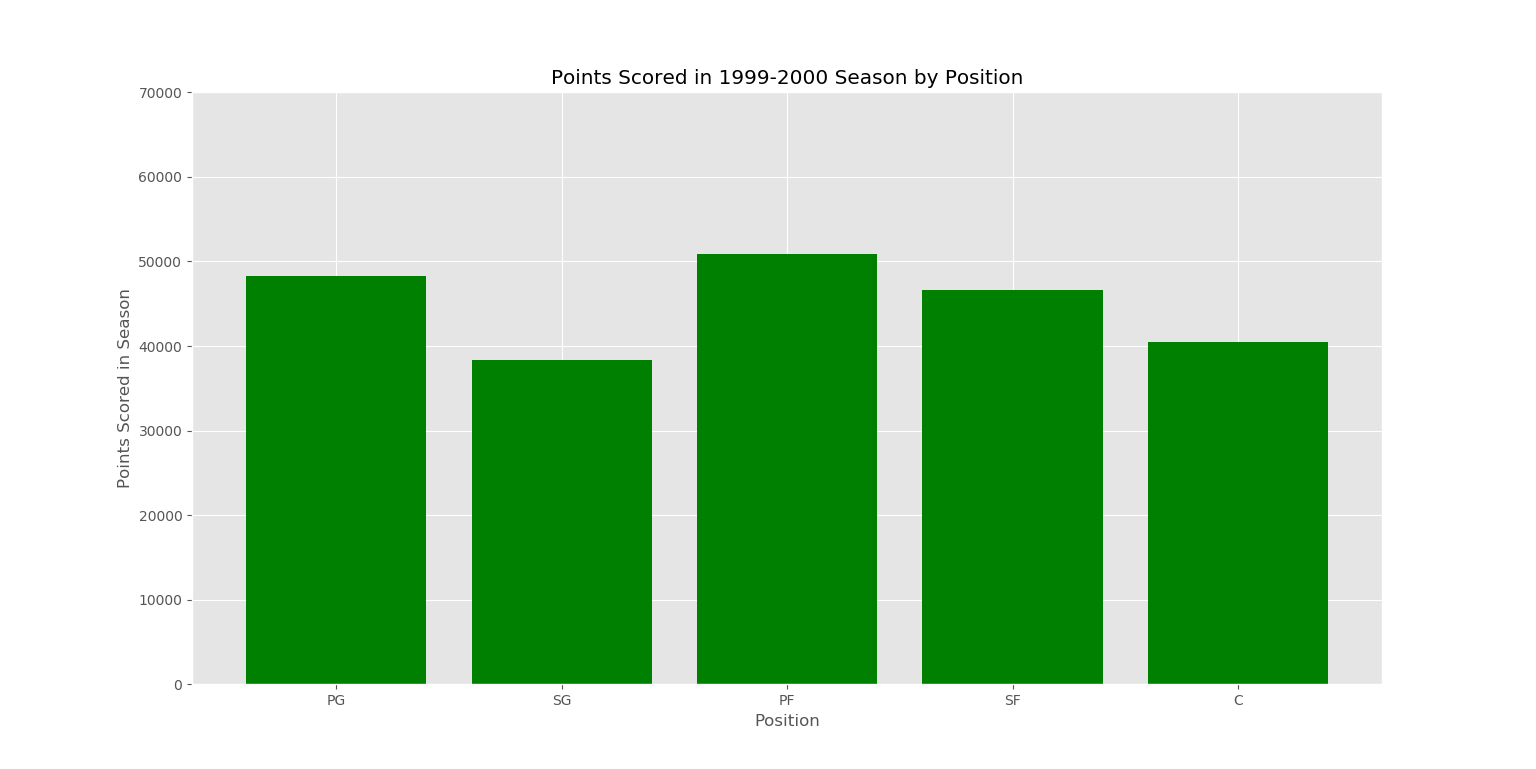 Points Scored in 1999-2000 Season by Position
70000
60000
50000
40000
30000
20000
10000
0
Points Scored in Season
PG SG PF SF C
Position